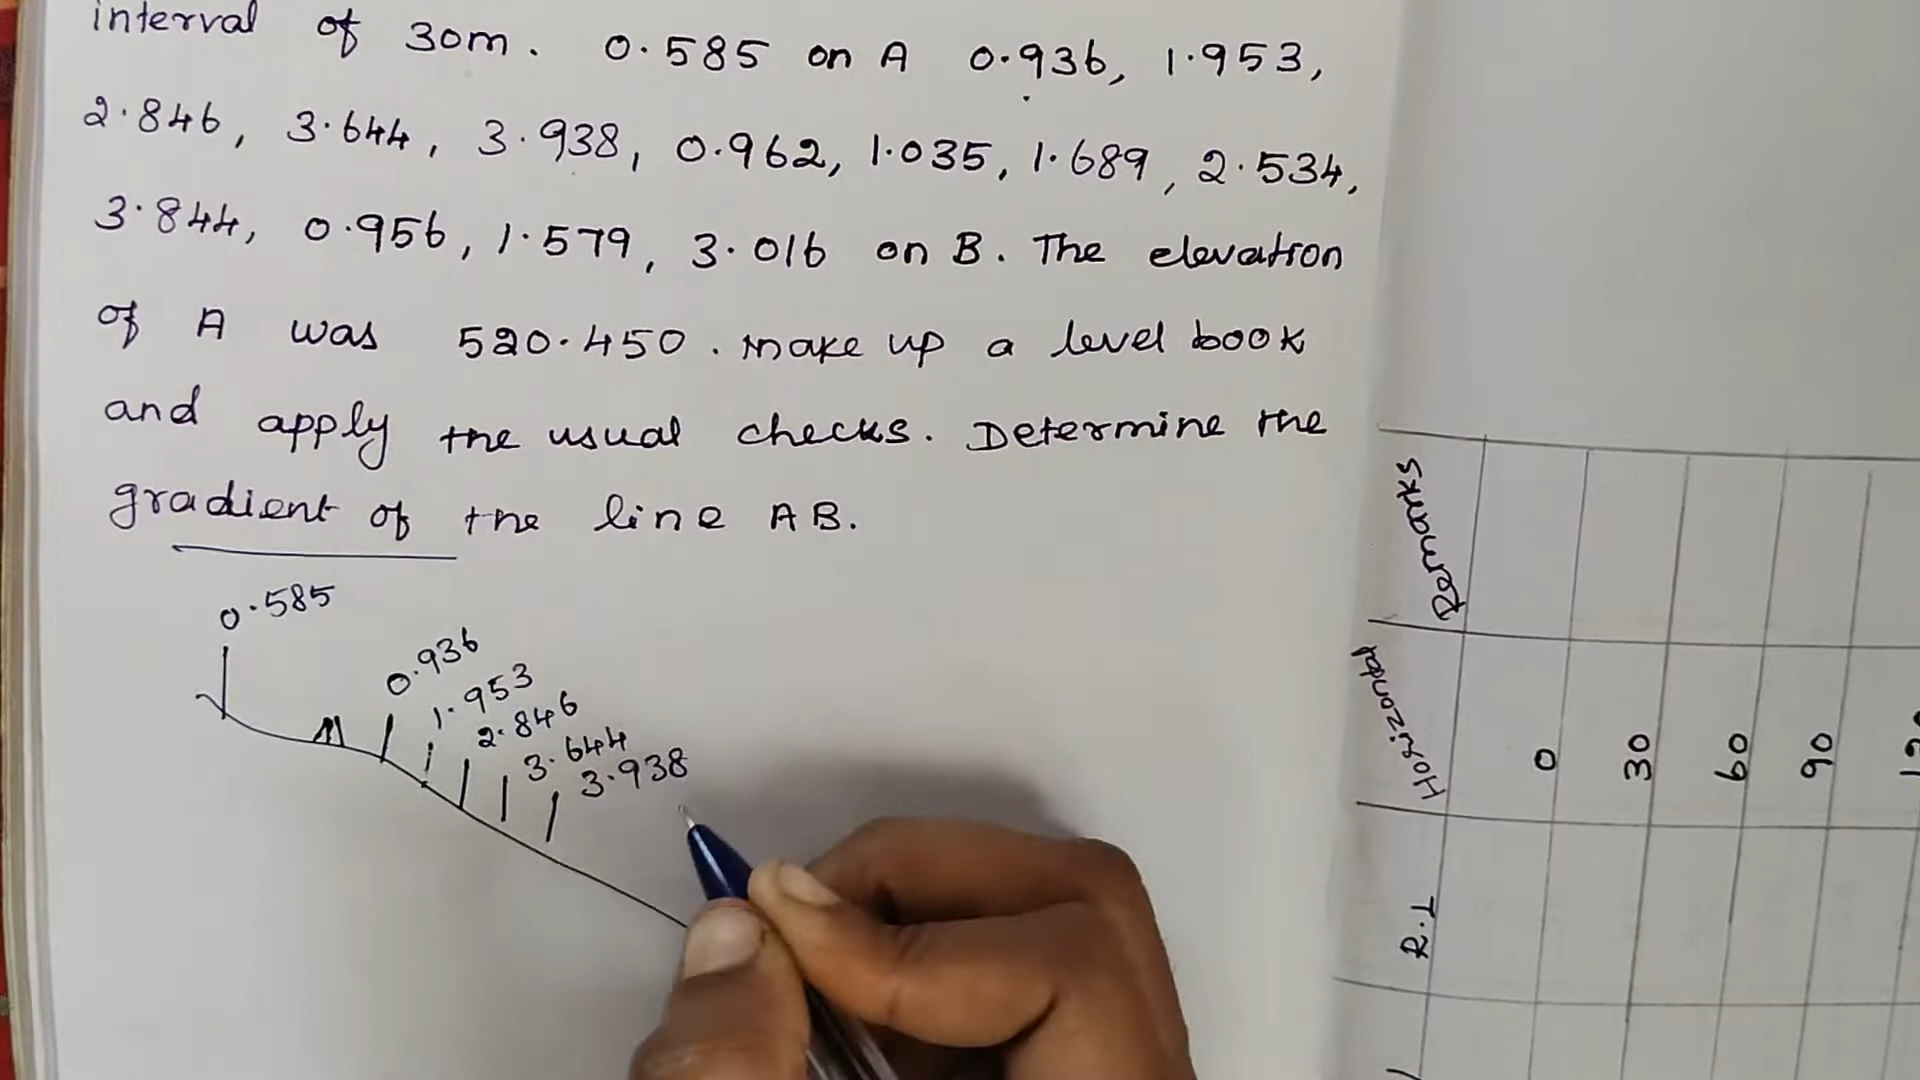 interval of 30m. 0.585 on A 0.936, 1.953,
2.846, 3.644, 3.938, 0.962, 1.035, 1.689, 2.534,
3.844, 0.956, 1.579, 3.016 on B. The elevation
of A was 520.450. Make up a level book
and apply the usual checks. Determine the
gradient of the line AB.
0.585
0.936
1.953
2.846
3.644
3.938
Remarks
Horizondal
0
30
60
90
R.L